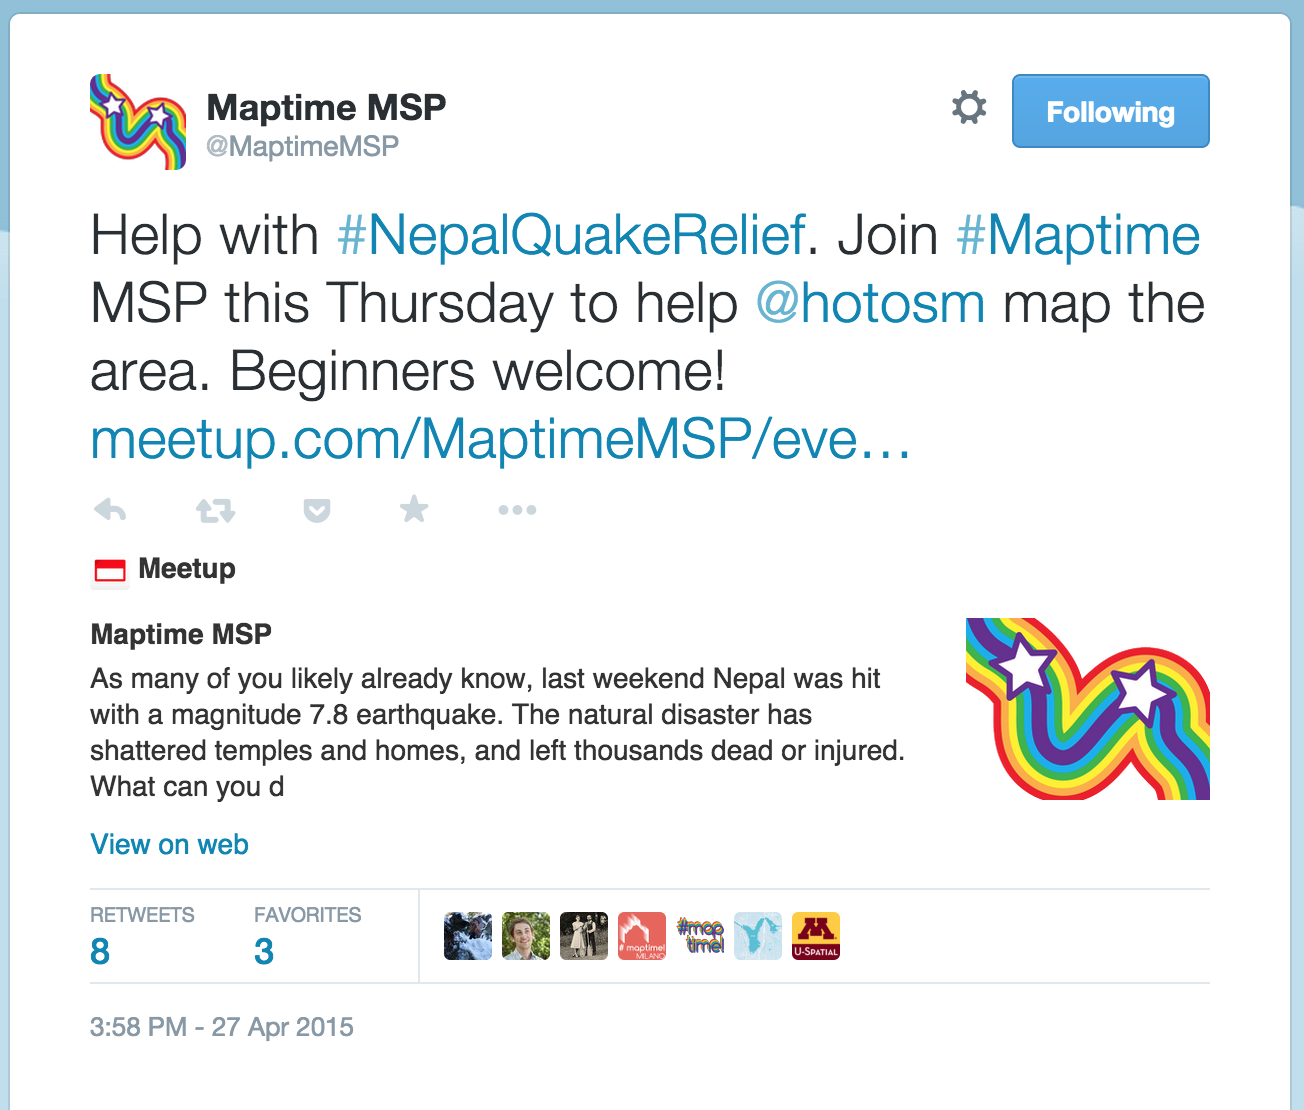 Maptime MSP
@MaptimeMSP
Following
Help with #NepalQuakeRelief. Join #Maptime
MSP this Thursday to help @hotosm map the
area. Beginners welcome!
meetup.com/MaptimeMSP/eve…
Meetup
Maptime MSP
As many of you likely already know, last weekend Nepal was hit
with a magnitude 7.8 earthquake. The natural disaster has
shattered temples and homes, and left thousands dead or injured.
What can you d
View on web
RETWEETS
8
FAVORITES
3
# maptime!
MILANO
#map
time!
M
U-SPATIAL
3:58 PM - 27 Apr 2015